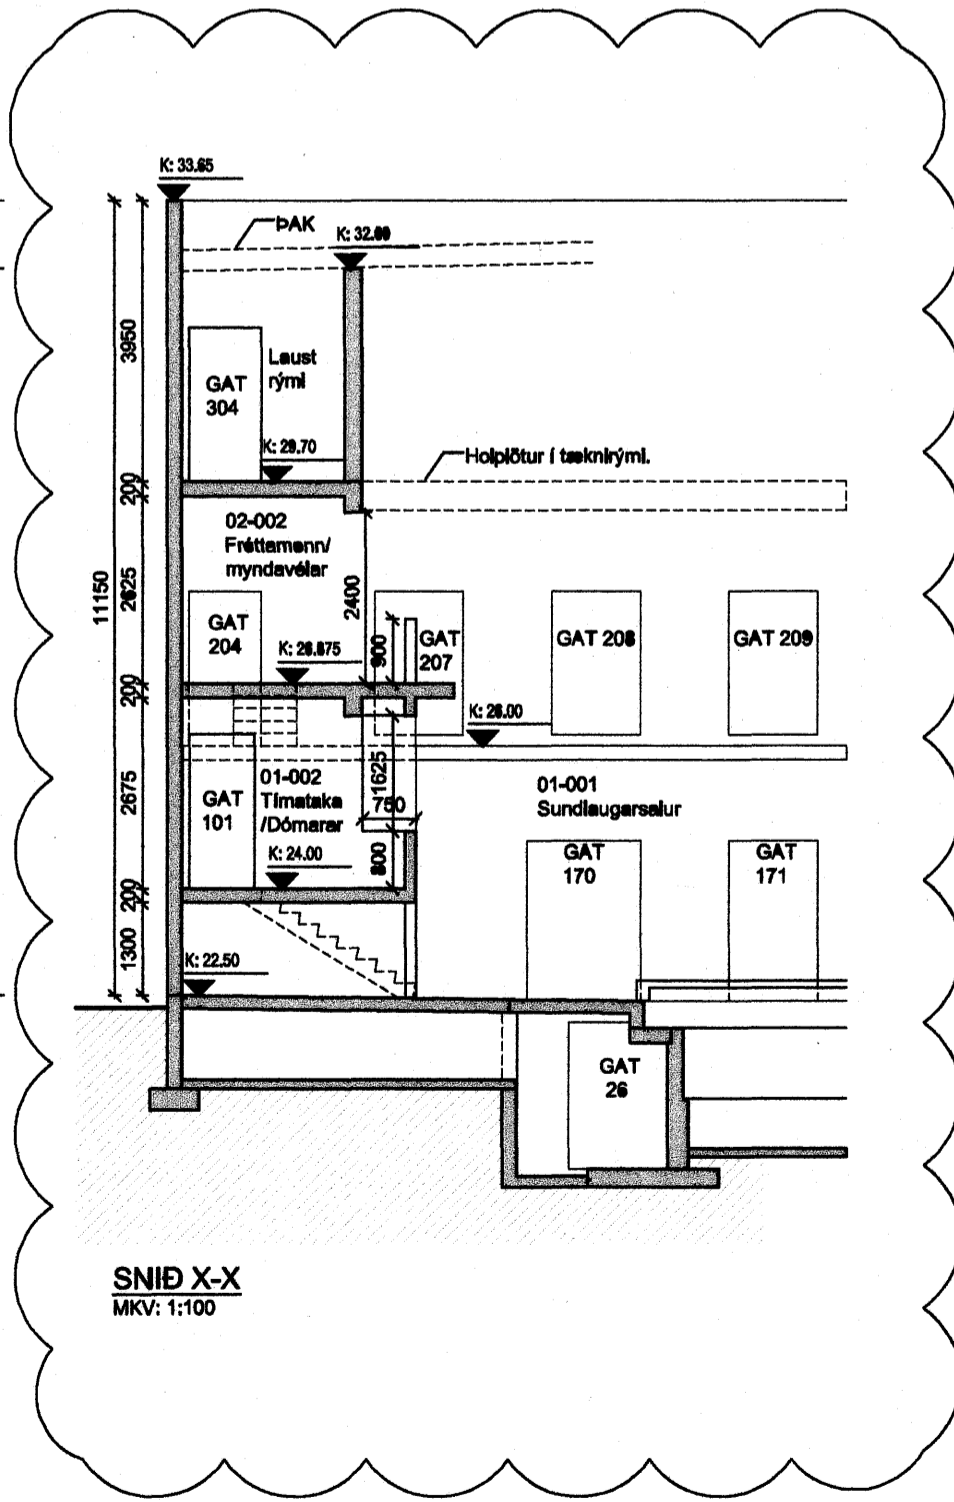 K: 33.65
ÞAK
K: 32.69
3950
GAT
304
Laust
rými
K: 29.70
Holplötur í tæknirými.
200
02-002
Fréttamenn/
myndavélar
11150
2625
2400
GAT
204
K: 26.875
900
GAT
207
GAT 208
GAT 209
200
K: 26.00
2675
GAT
101
01-002
Tímataka
/Dómarar
1625
750
01-001
Sundlaugarsalur
K: 24.00
800
GAT
170
GAT
171
200
1300
K: 22.50
GAT
26
SNIÐ X-X
MKV: 1:100